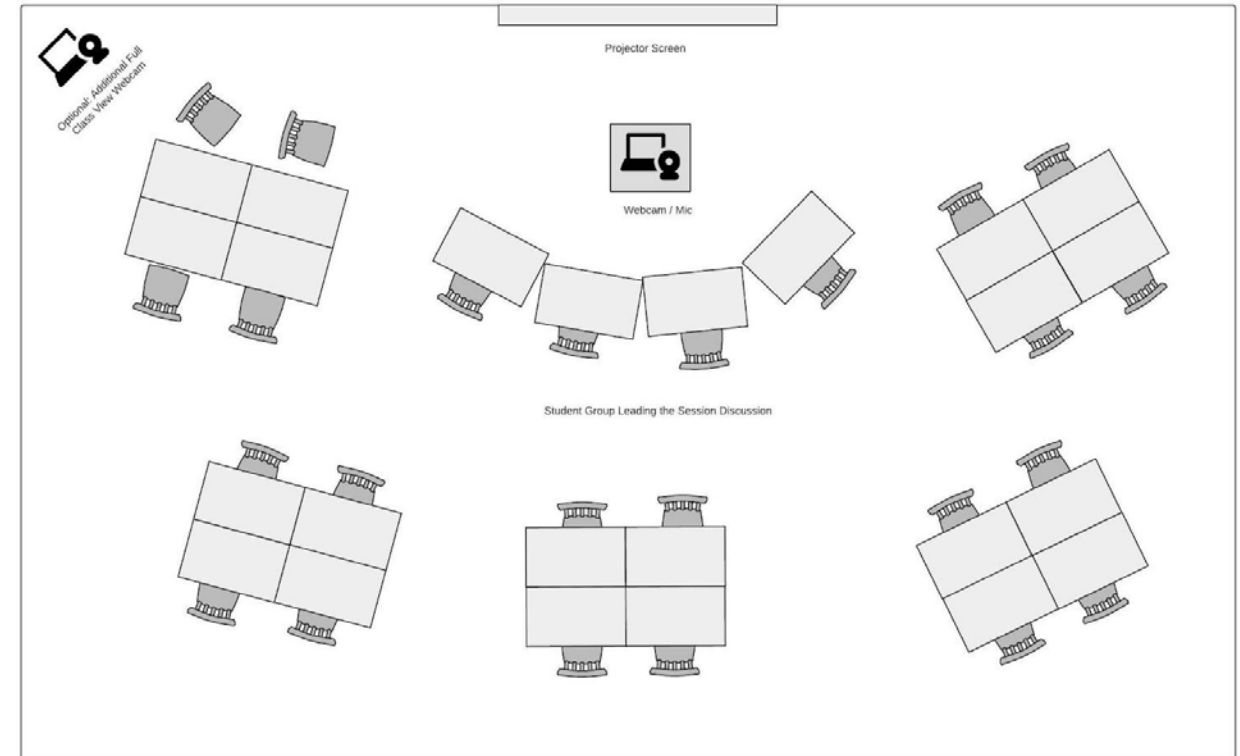 Projector Screen
Optional: Additional Full
Class View Webcam
Webcam / Mic
Student Group Leading the Session Discussion